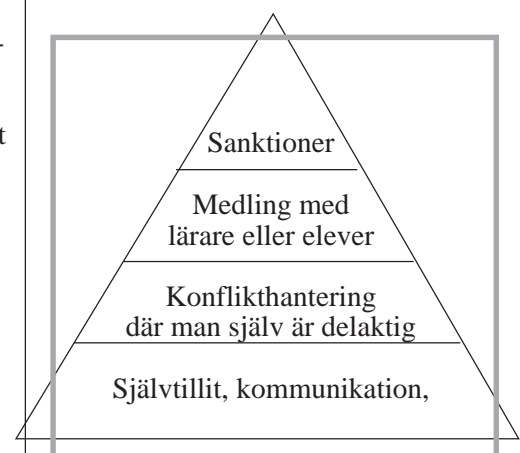 -
t
Sanktioner
Medling med
lärare eller elever
Konflikthantering
där man själv är delaktig
Självtillit, kommunikation,